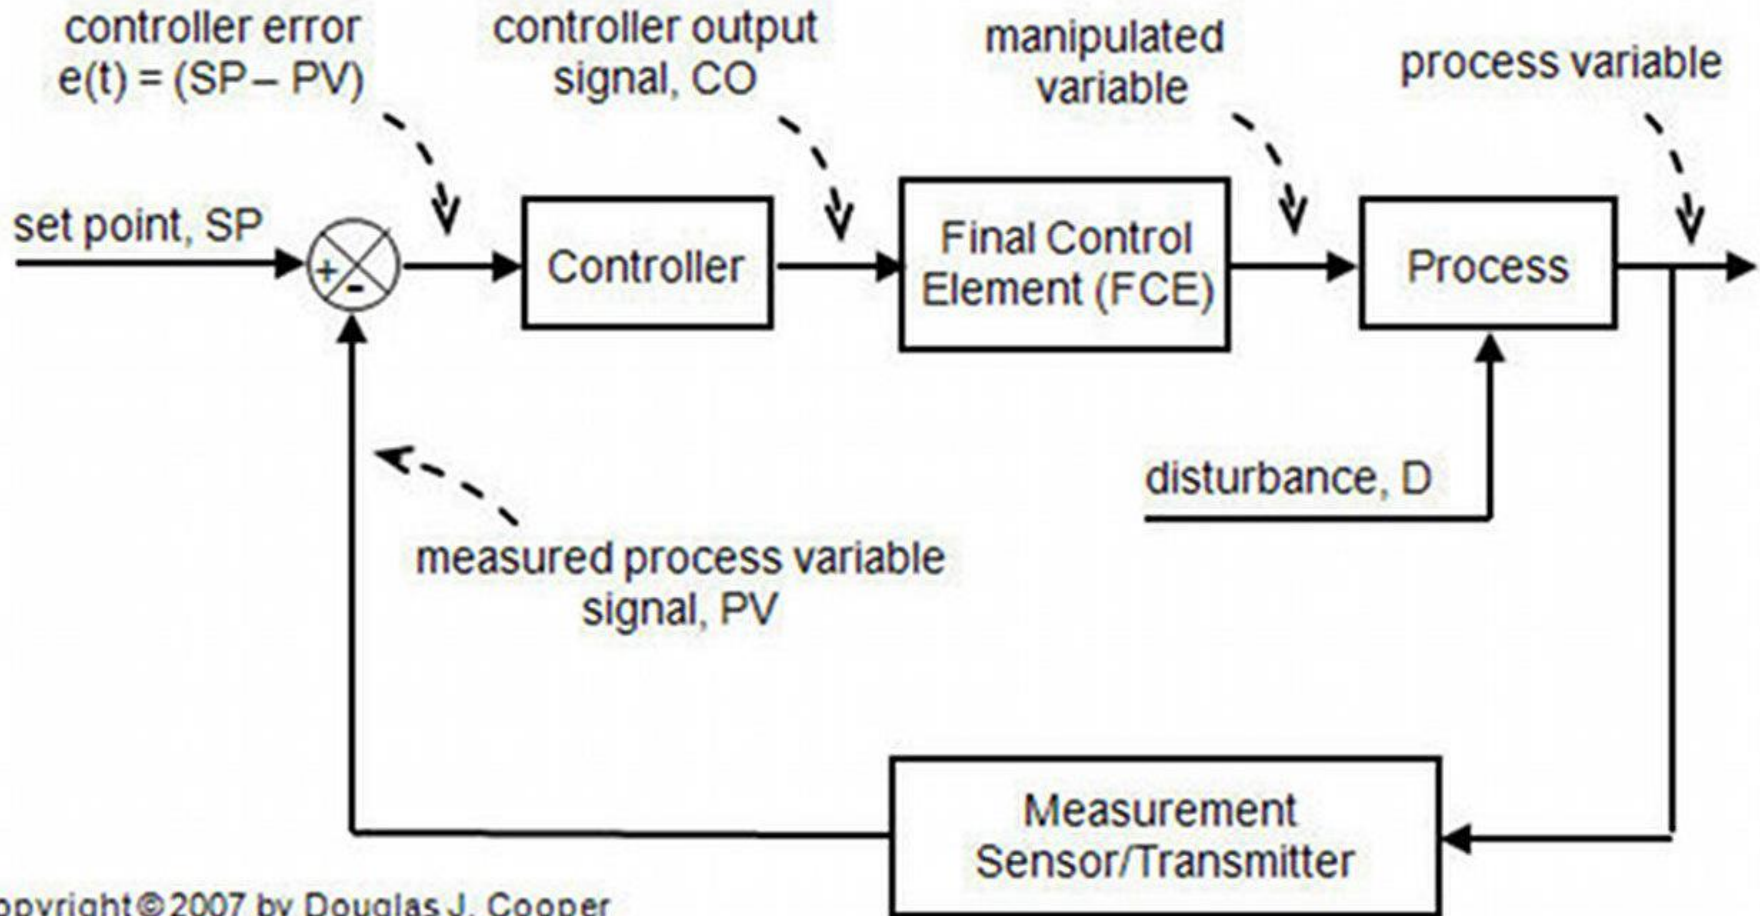 controller error
e(t) = (SP – PV)
controller output
signal, CO
manipulated
variable
process variable
set point, SP
+
-
Controller
Final Control
Element (FCE)
Process
disturbance, D
measured process variable
signal, PV
Measurement
Sensor/Transmitter
opyright © 2007 by Douglas J. Cooper